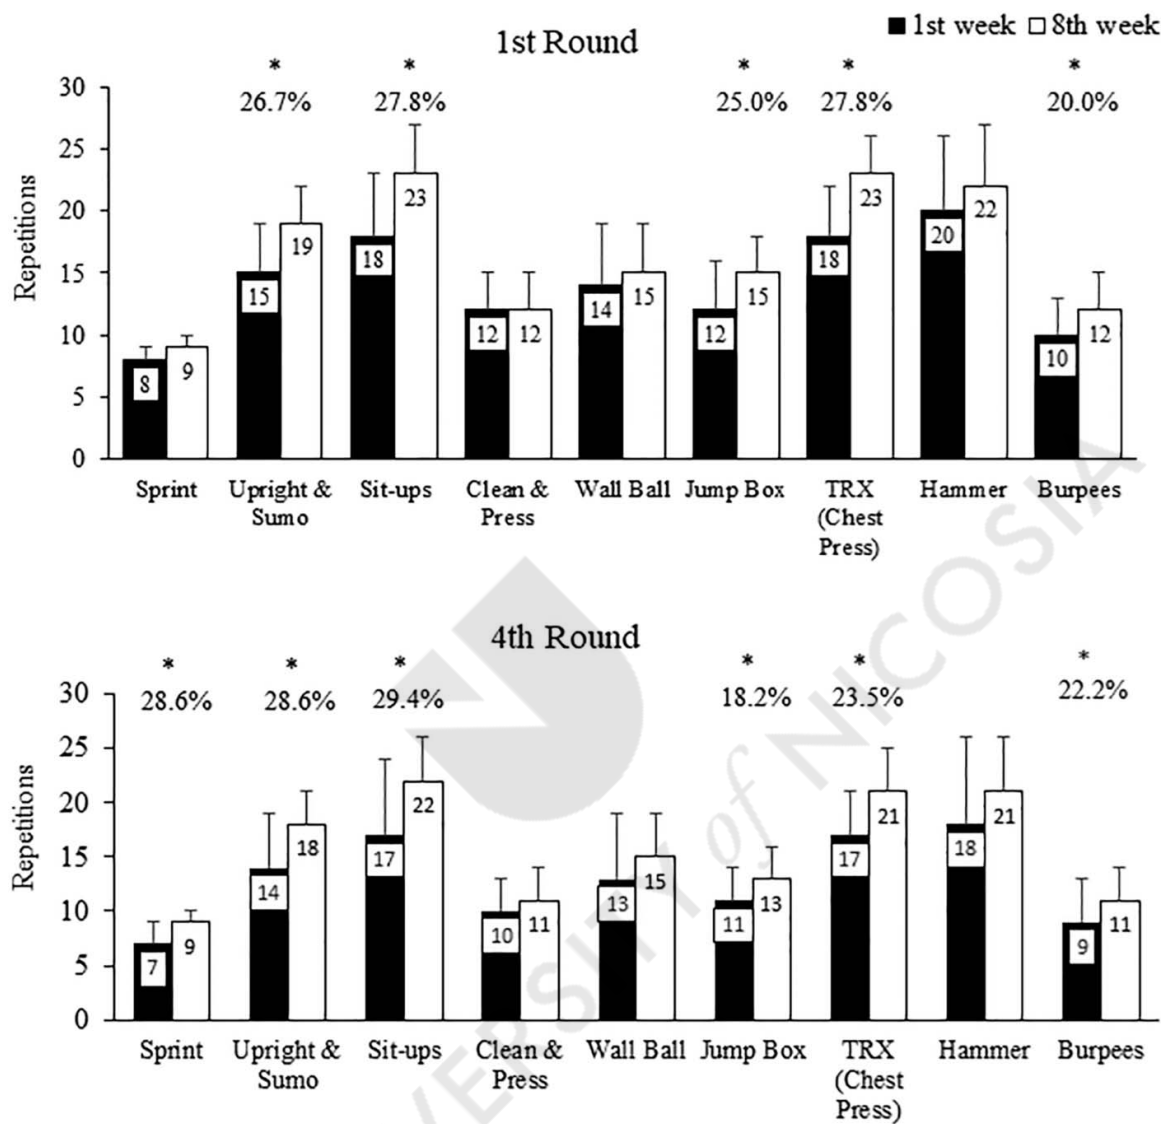 ■ 1st week □ 8th week
1st Round
* * * * *
26.7% 27.8% 25.0% 27.8% 20.0%
Repetitions
30
25
20
15
10
5
0
8 9 15 19 18 23 12 12 14 15 12 15 18 23 20 22 10 12
Sprint Upright & Sit-ups Clean & Wall Ball Jump Box TRX Hammer Burpees
Sumo Press (Chest
Press)
4th Round
* * * * * *
28.6% 28.6% 29.4% 18.2% 23.5% 22.2%
Repetitions
30
25
20
15
10
5
0
7 9 14 18 17 22 10 11 13 15 11 13 17 21 18 21 9 11
Sprint Upright & Sit-ups Clean & Wall Ball Jump Box TRX Hammer Burpees
Sumo Press (Chest
Press)
VERSITY of NICOSIA